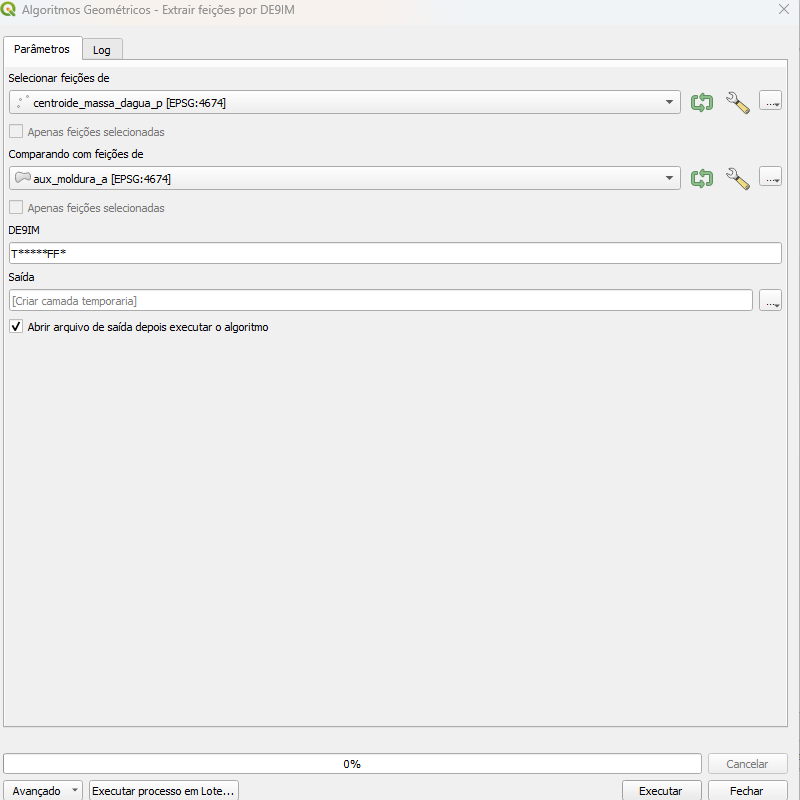 Algoritmos Geométricos - Extrair feições por DE9IM
Parâmetros
Log
Selecionar feições de
centroide_massa_dagua_p [EPSG:4674]
...
Apenas feições selecionadas
Comparando com feições de
aux_moldura_a [EPSG:4674]
...
Apenas feições selecionadas
DE9IM
T*****FF*
Saída
[Criar camada temporaria]
...
Abrir arquivo de saída depois executar o algoritmo
0%
Cancelar
Avançado
Executar processo em Lote...
Executar
Fechar